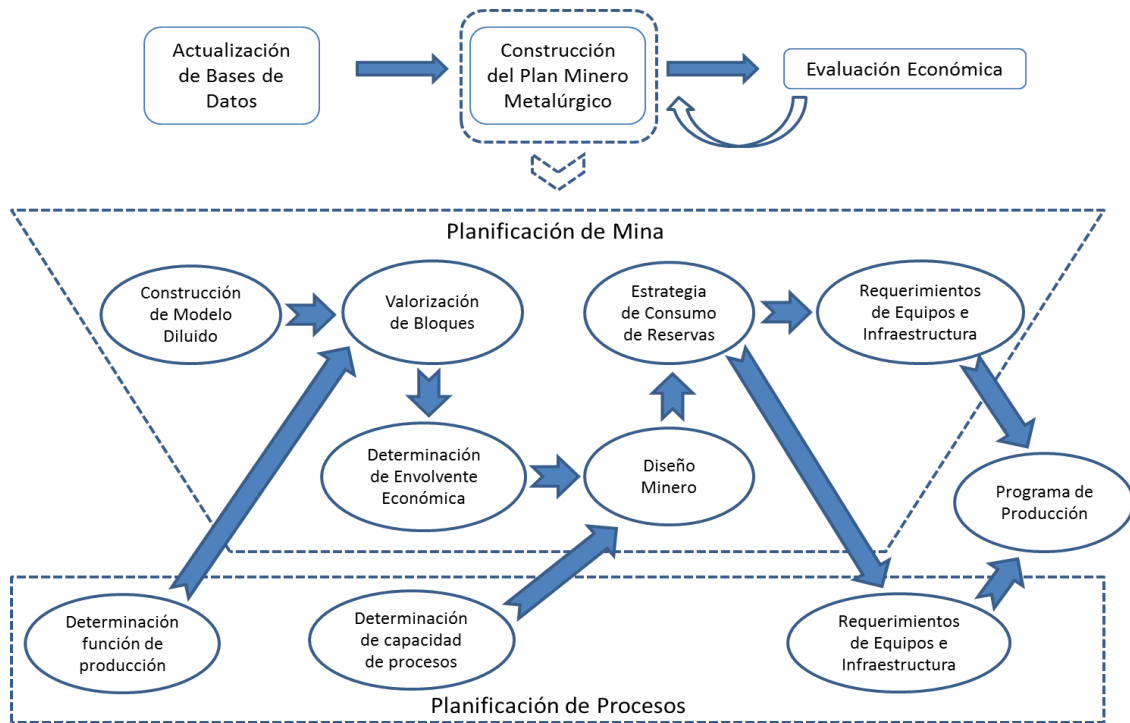 Actualización
de Bases de
Datos
Construcción
del Plan Minero
Metalúrgico
Evaluación Económica
Planificación de Mina
Construcción
de Modelo
Diluido
Valorización
de Bloques
Estrategia
de Consumo
de Reservas
Requerimientos
de Equipos e
Infraestructura
Determinación
de Envolvente
Económica
Diseño
Minero
Programa de
Producción
Determinación
función de
producción
Determinación
de capacidad
de procesos
Requerimientos
de Equipos e
Infraestructura
Planificación de Procesos